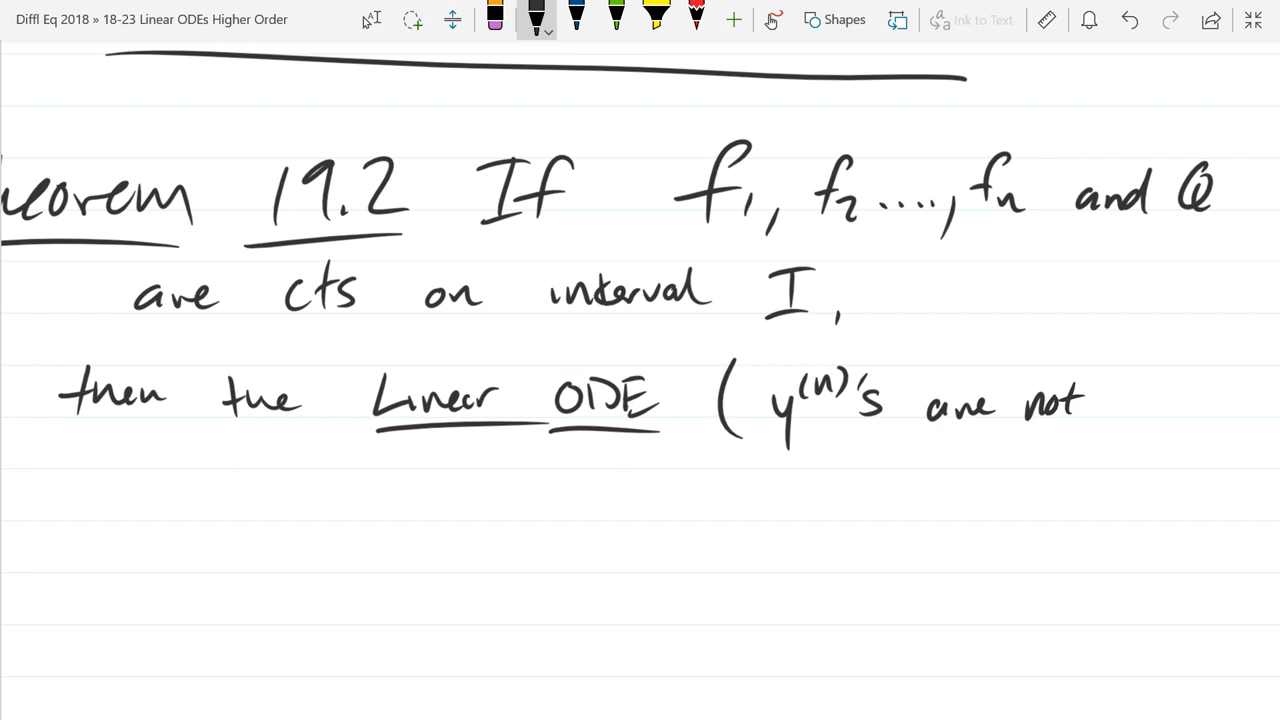 Diffl Eq 2018 » 18-23 Linear ODEs Higher Order
Shapes
Ink to Text
eorem 19.2 If f₁, f₂...., fₙ and Q
are cts on interval I,
then the Linear ODE ( y⁽ⁿ⁾'s are not